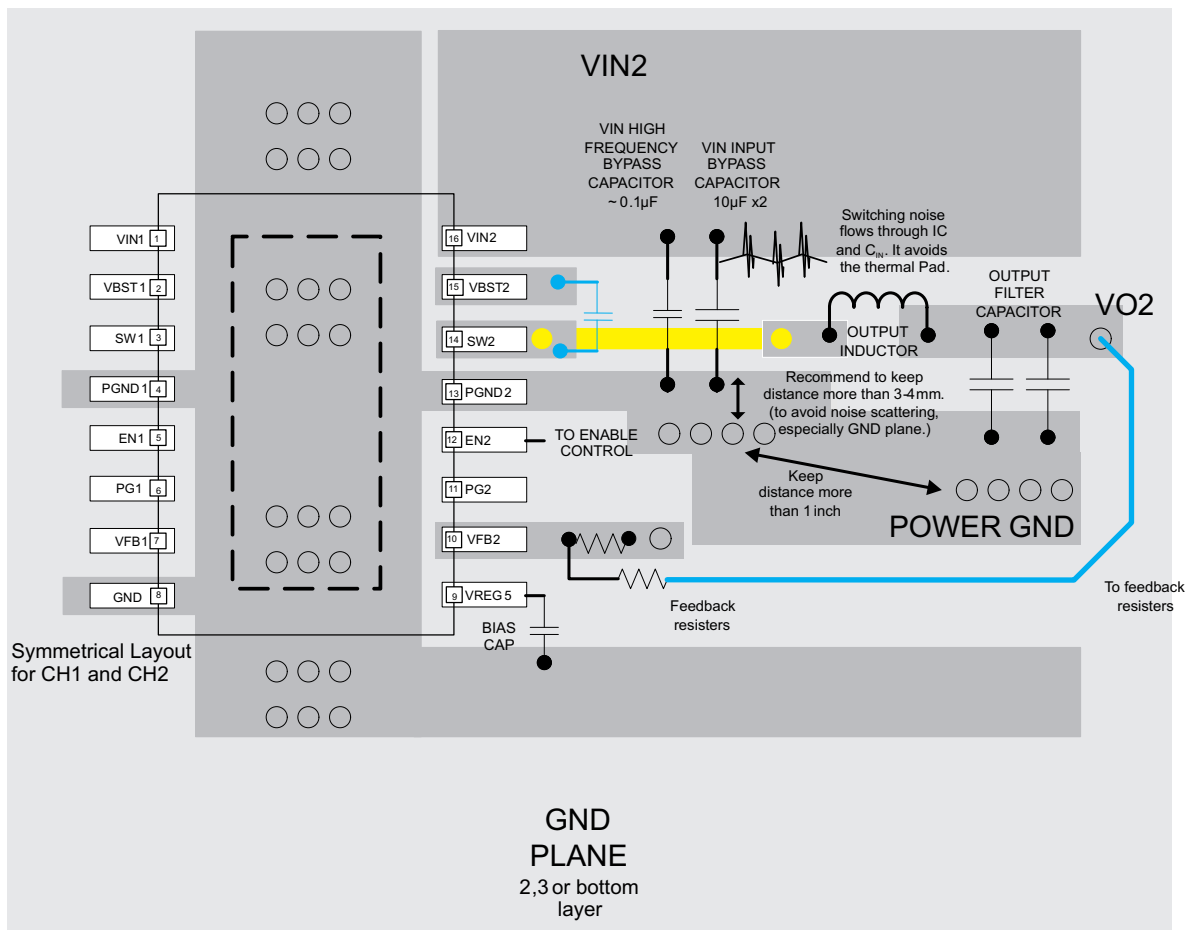 VIN2
VIN HIGH
FREQUENCY
BYPASS
CAPACITOR
~ 0.1µF
VIN INPUT
BYPASS
CAPACITOR
10µF x2
Switching noise
flows through IC
and CIN. It avoids
the thermal Pad.
OUTPUT
FILTER
CAPACITOR
VO2
OUTPUT
INDUCTOR
VIN1 1
VBST1 2
SW1 3
PGND1 4
EN1 5
PG1 6
VFB1 7
GND 8
16 VIN2
15 VBST2
14 SW2
13 PGND2
12 EN2
11 PG2
10 VFB2
9 VREG5
TO ENABLE
CONTROL
Recommend to keep
distance more than 3-4mm.
(to avoid noise scattering,
especially GND plane.)
Keep
distance more
than 1 inch
POWER GND
To feedback
resisters
Feedback
resisters
BIAS
CAP
Symmetrical Layout
for CH1 and CH2
GND
PLANE
2,3 or bottom
layer